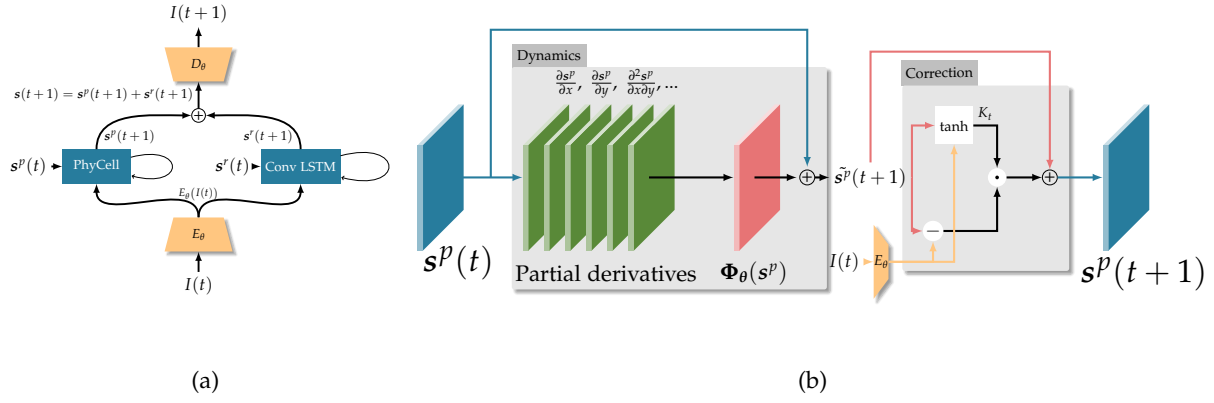 I(t+1)
D_θ
s(t+1) = s^p(t+1) + s^r(t+1)
+
s^p(t+1)
s^r(t+1)
s^p(t)
PhyCell
s^r(t)
Conv LSTM
E_θ(I(t))
E_θ
I(t)
(a)
Dynamics
∂s^p/∂x, ∂s^p/∂y, ∂²s^p/∂x∂y, ...
s^p(t)
Partial derivatives
Φ_θ(s^p)
+
s̃^p(t+1)
Correction
tanh
K_t
·
+
−
I(t)
E_θ
s^p(t+1)
(b)